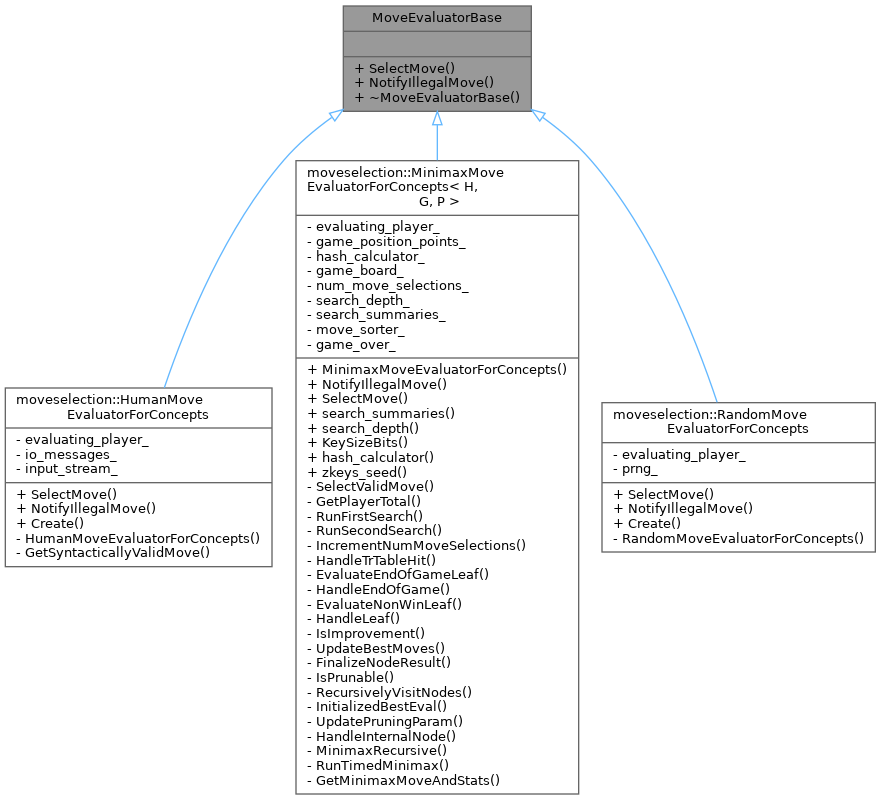 MoveEvaluatorBase
+ SelectMove()
+ NotifyIllegalMove()
+ ~MoveEvaluatorBase()
moveselection::MinimaxMove
EvaluatorForConcepts< H,
G, P >
- evaluating_player_
- game_position_points_
- hash_calculator_
- game_board_
- num_move_selections_
- search_depth_
- search_summaries_
- move_sorter_
- game_over_
+ MinimaxMoveEvaluatorForConcepts()
+ NotifyIllegalMove()
+ SelectMove()
+ search_summaries()
+ search_depth()
+ KeySizeBits()
+ hash_calculator()
+ zkeys_seed()
- SelectValidMove()
- GetPlayerTotal()
- RunFirstSearch()
- RunSecondSearch()
- IncrementNumMoveSelections()
- HandleTrTableHit()
- EvaluateEndOfGameLeaf()
- HandleEndOfGame()
- EvaluateNonWinLeaf()
- HandleLeaf()
- IsImprovement()
- UpdateBestMoves()
- FinalizeNodeResult()
- IsPrunable()
- RecursivelyVisitNodes()
- InitializedBestEval()
- UpdatePruningParam()
- HandleInternalNode()
- MinimaxRecursive()
- RunTimedMinimax()
- GetMinimaxMoveAndStats()
moveselection::HumanMove
EvaluatorForConcepts
- evaluating_player_
- io_messages_
- input_stream_
+ SelectMove()
+ NotifyIllegalMove()
+ Create()
- HumanMoveEvaluatorForConcepts()
- GetSyntacticallyValidMove()
moveselection::RandomMove
EvaluatorForConcepts
- evaluating_player_
- prng_
+ SelectMove()
+ NotifyIllegalMove()
+ Create()
- RandomMoveEvaluatorForConcepts()